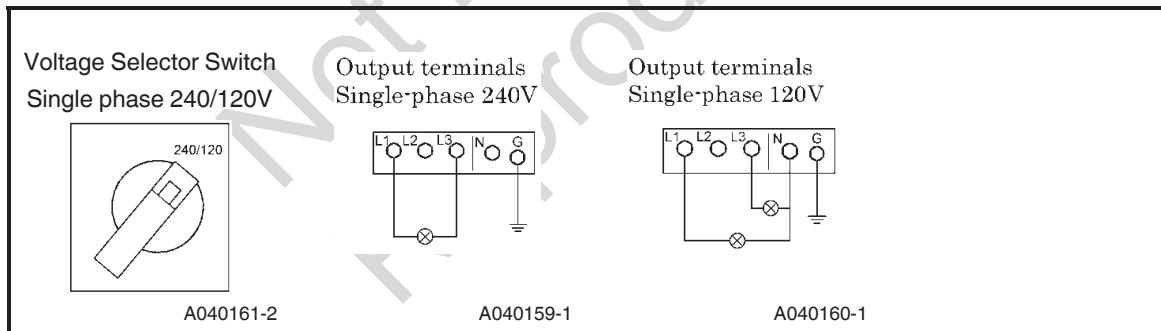 Voltage Selector Switch
Single phase 240/120V
240/120
A040161-2
Output terminals
Single-phase 240V
L1 L2 L3 N G
A040159-1
Output terminals
Single-phase 120V
L1 L2 L3 N G
A040160-1